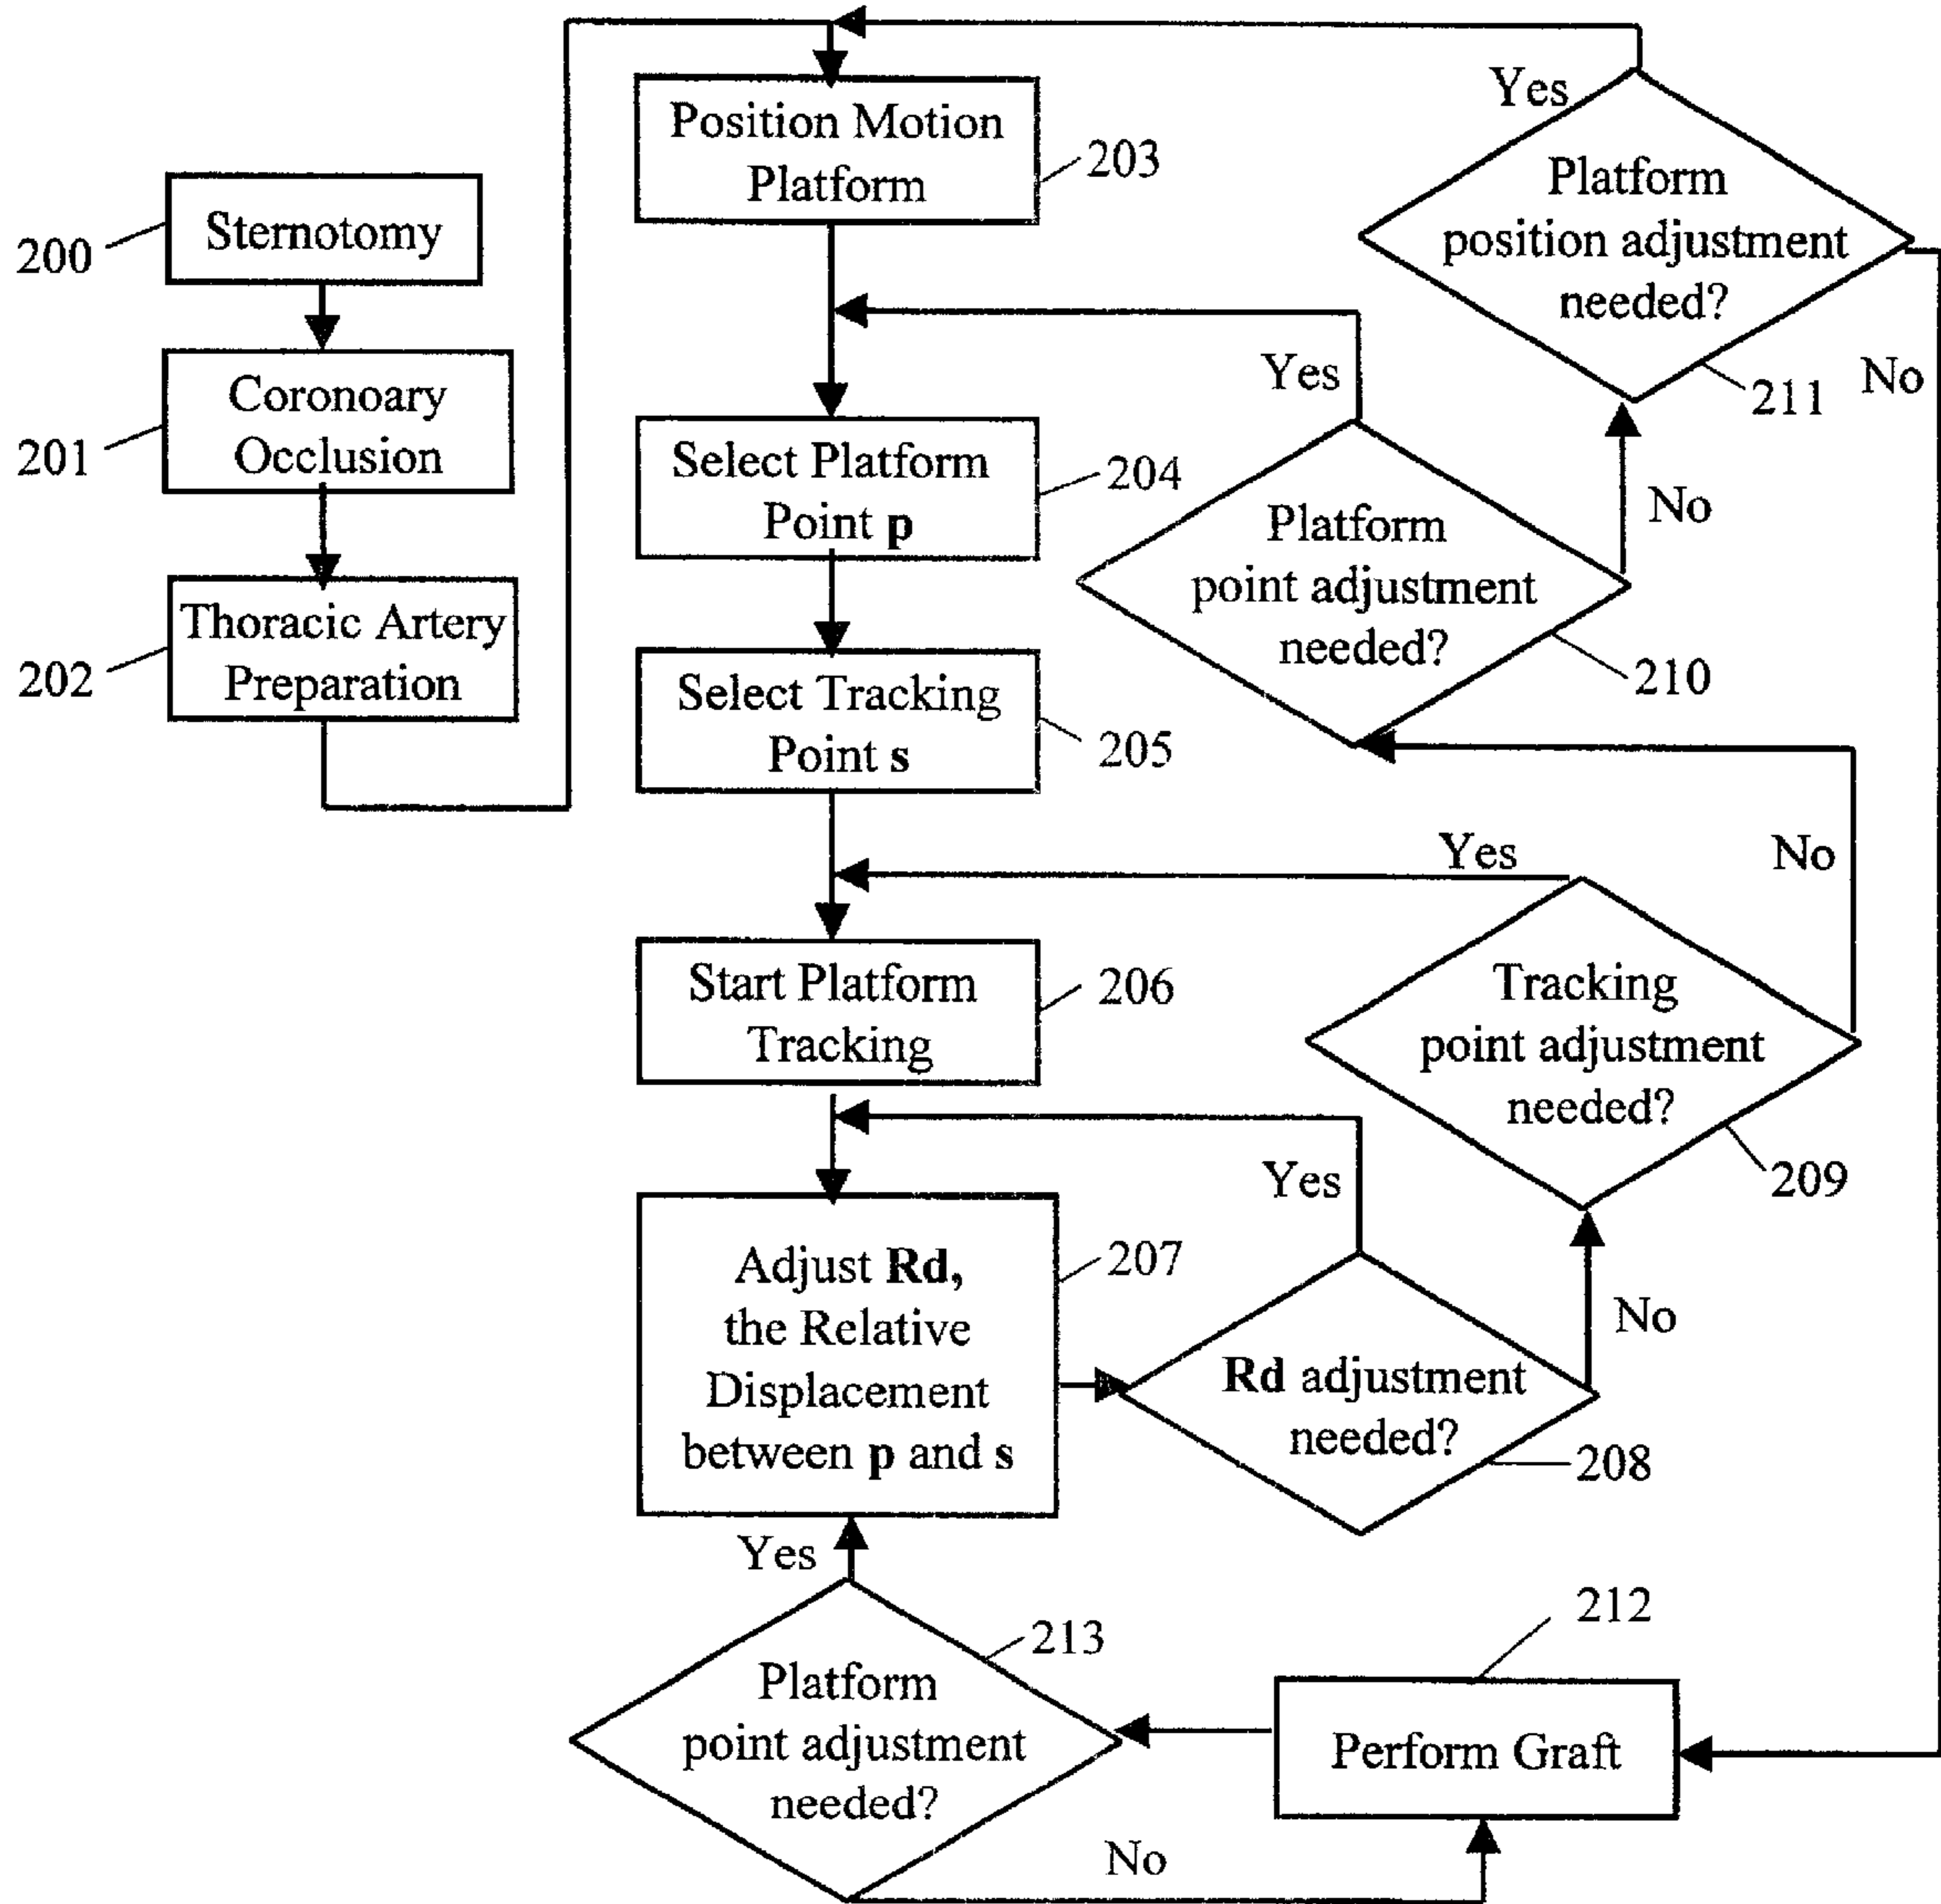 200
Sternotomy
201
Coronoary
Occlusion
202
Thoracic Artery
Preparation
Position Motion
Platform
203
Select Platform
Point p
204
Select Tracking
Point s
205
Start Platform
Tracking
206
Adjust Rd,
the Relative
Displacement
between p and s
207
Yes
Rd adjustment
needed?
208
No
Yes
Tracking
point adjustment
needed?
209
No
Yes
Platform
point adjustment
needed?
210
No
Yes
Platform
position adjustment
needed?
211
No
212
Perform Graft
Yes
213
Platform
point adjustment
needed?
No